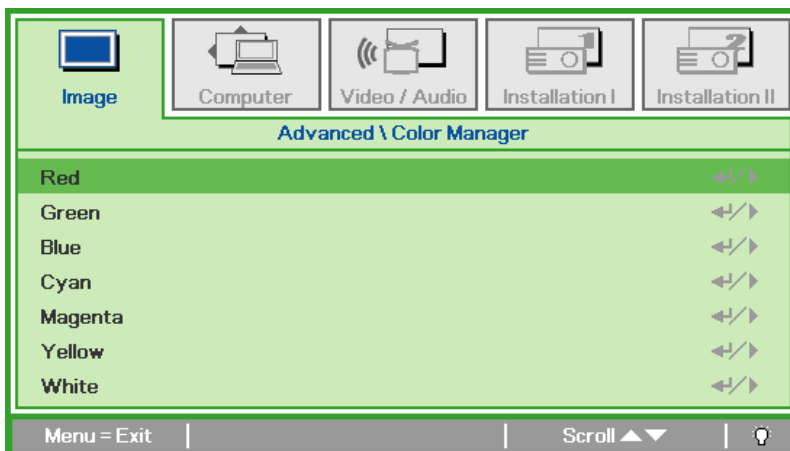 Image
Computer
Video / Audio
Installation I
Installation II
Advanced \ Color Manager
Red
Green
Blue
Cyan
Magenta
Yellow
White
Menu = Exit
Scroll ▲▼